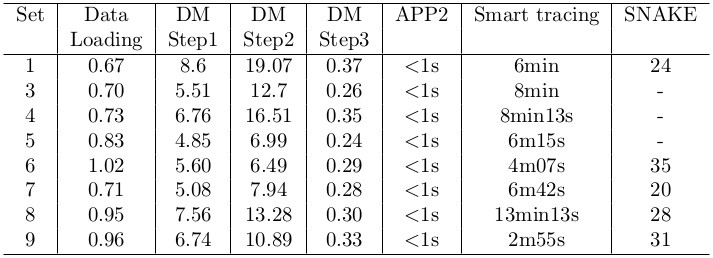 Set Data DM DM DM APP2 Smart tracing SNAKE
Loading Step1 Step2 Step3
1 0.67 8.6 19.07 0.37 <1s 6min 24
3 0.70 5.51 12.7 0.26 <1s 8min -
4 0.73 6.76 16.51 0.35 <1s 8min13s -
5 0.83 4.85 6.99 0.24 <1s 6m15s -
6 1.02 5.60 6.49 0.29 <1s 4m07s 35
7 0.71 5.08 7.94 0.28 <1s 6m42s 20
8 0.95 7.56 13.28 0.30 <1s 13min13s 28
9 0.96 6.74 10.89 0.33 <1s 2m55s 31